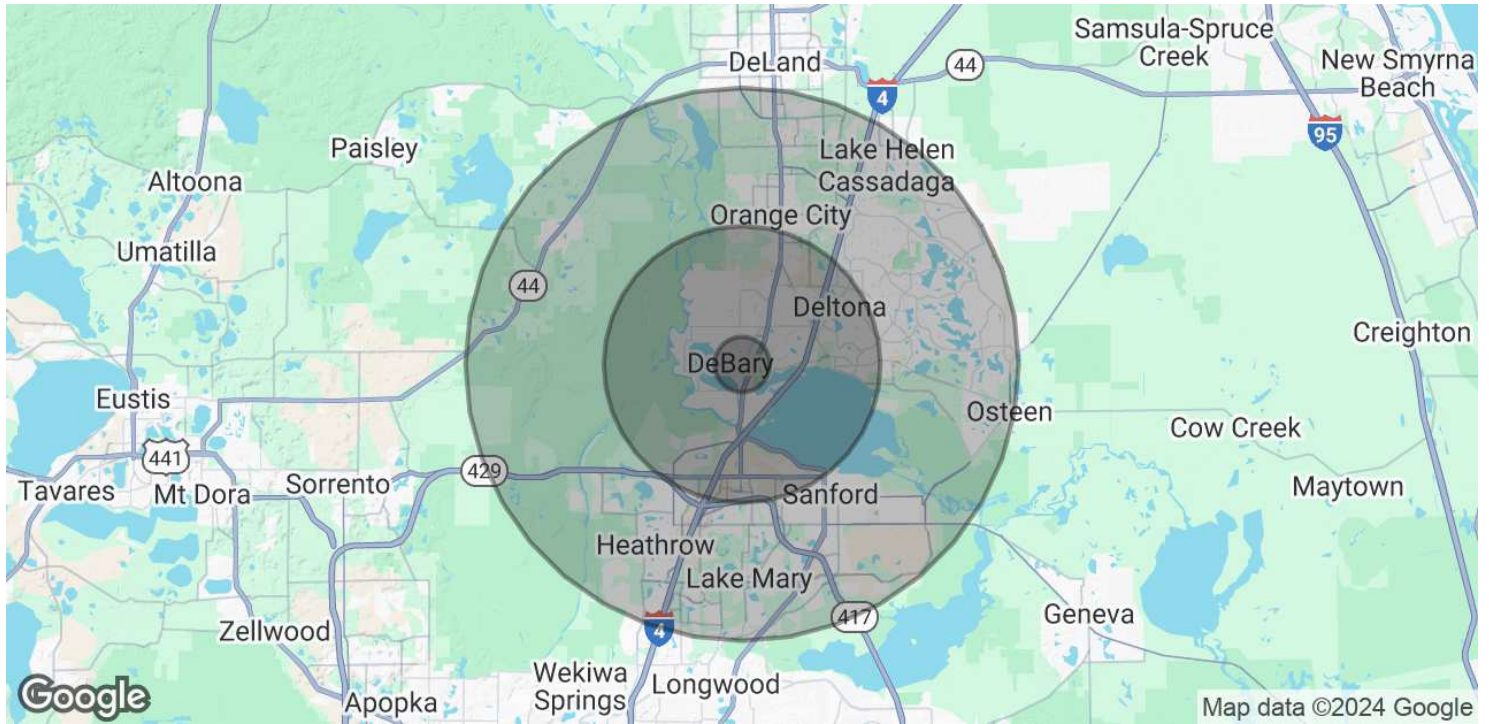 Samsula-Spruce
Creek
DeLand
44
New Smyrna
Beach
4
95
Paisley
Lake Helen
Altoona
Cassadaga
Orange City
Umatilla
44
Deltona
Creighton
DeBary
Eustis
Osteen
Cow Creek
441
429
Tavares
Mt Dora
Sorrento
Sanford
Maytown
Heathrow
Lake Mary
Geneva
417
Zellwood
4
Wekiwa
Springs
Longwood
Apopka
Google
Map data ©2024 Google